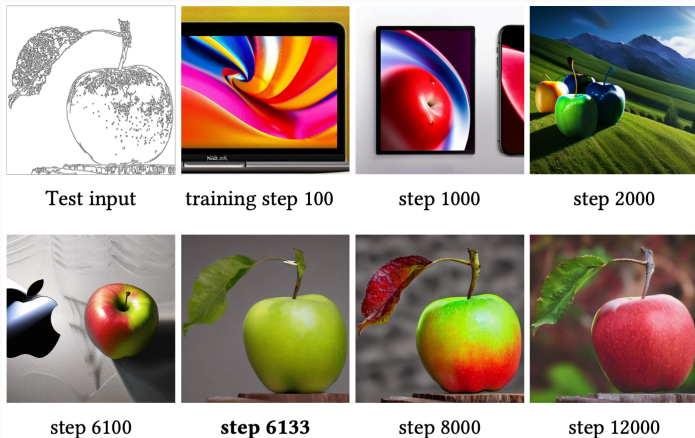 Test input
training step 100
step 1000
step 2000
step 6100
step 6133
step 8000
step 12000